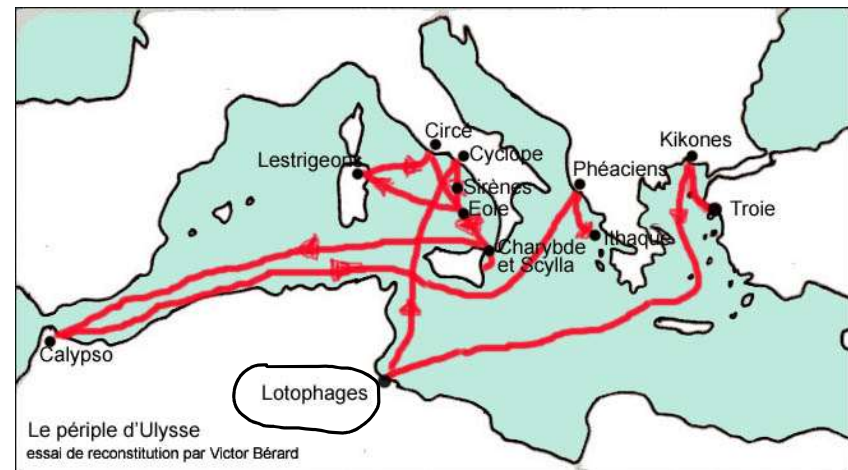 Circé
Cyclope
Kikones
Lestrigeons
Sirènes
Phéaciens
Eole
Troie
Ithaque
Charybde
et Scylla
Calypso
Lotophages
Le périple d'Ulysse
essai de reconstitution par Victor Bérard